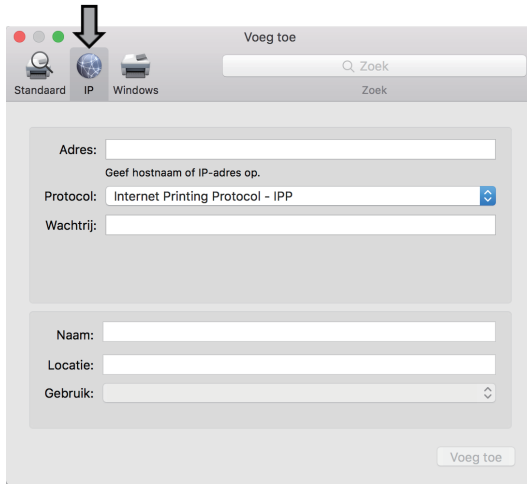 Voeg toe
Zoek
Standaard IP Windows Zoek
Adres:
Geef hostnaam of IP-adres op.
Protocol: Internet Printing Protocol - IPP
Wachtrij:
Naam:
Locatie:
Gebruik:
Voeg toe